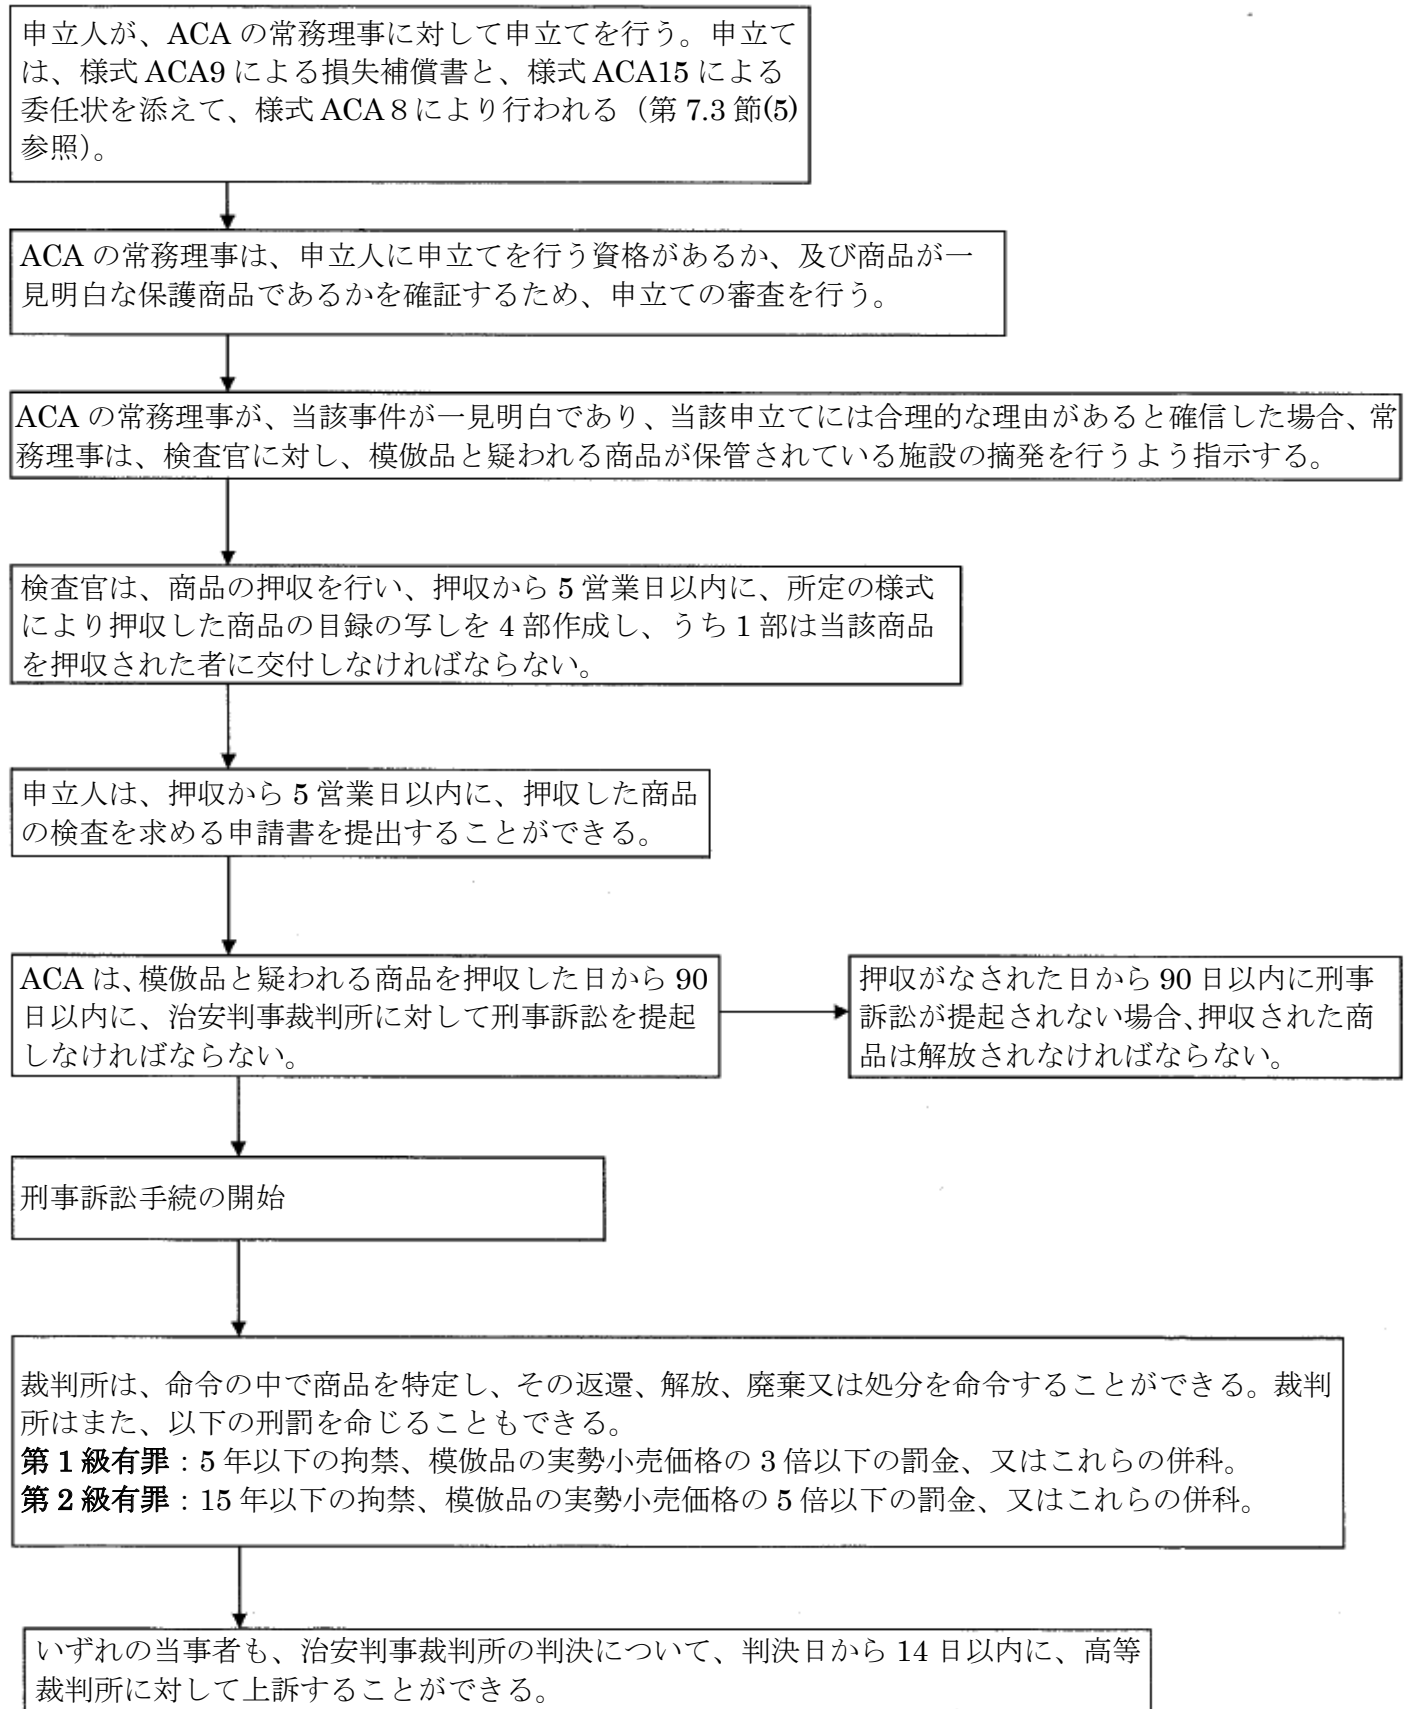 申立人が、ACA の常務理事に対して申立てを行う。申立て
は、様式 ACA9 による損失補償書と、様式 ACA15 による
委任状を添えて、様式 ACA８により行われる（第 7.3 節(5)
参照）。
ACA の常務理事は、申立人に申立てを行う資格があるか、及び商品が一
見明白な保護商品であるかを確証するため、申立ての審査を行う。
ACA の常務理事が、当該事件が一見明白であり、当該申立てには合理的な理由があると確信した場合、常
務理事は、検査官に対し、模倣品と疑われる商品が保管されている施設の摘発を行うよう指示する。
検査官は、商品の押収を行い、押収から 5 営業日以内に、所定の様式
により押収した商品の目録の写しを 4 部作成し、うち 1 部は当該商品
を押収された者に交付しなければならない。
申立人は、押収から 5 営業日以内に、押収した商品
の検査を求める申請書を提出することができる。
ACA は、模倣品と疑われる商品を押収した日から 90
日以内に、治安判事裁判所に対して刑事訴訟を提起
しなければならない。
押収がなされた日から 90 日以内に刑事
訴訟が提起されない場合、押収された商
品は解放されなければならない。
刑事訴訟手続の開始
裁判所は、命令の中で商品を特定し、その返還、解放、廃棄又は処分を命令することができる。裁判
所はまた、以下の刑罰を命じることもできる。
第 1 級有罪：5 年以下の拘禁、模倣品の実勢小売価格の 3 倍以下の罰金、又はこれらの併科。
第 2 級有罪：15 年以下の拘禁、模倣品の実勢小売価格の 5 倍以下の罰金、又はこれらの併科。
いずれの当事者も、治安判事裁判所の判決について、判決日から 14 日以内に、高等
裁判所に対して上訴することができる。